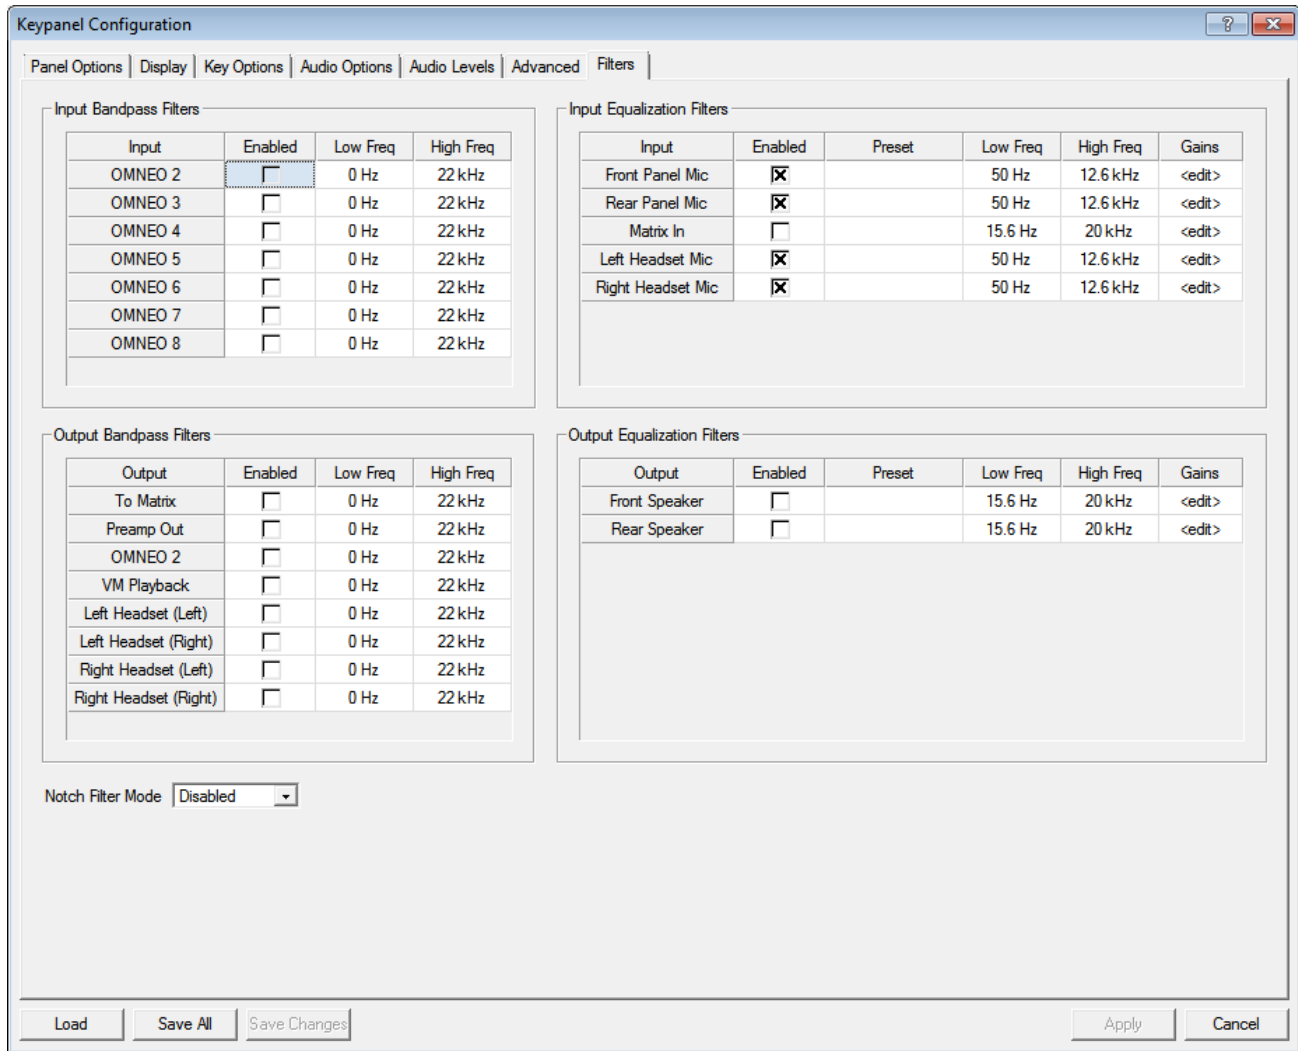 Keypanel Configuration
Panel Options Display Key Options Audio Options Audio Levels Advanced Filters
Input Bandpass Filters
Input Enabled Low Freq High Freq
OMNEO 2 0 Hz 22 kHz
OMNEO 3 0 Hz 22 kHz
OMNEO 4 0 Hz 22 kHz
OMNEO 5 0 Hz 22 kHz
OMNEO 6 0 Hz 22 kHz
OMNEO 7 0 Hz 22 kHz
OMNEO 8 0 Hz 22 kHz
Input Equalization Filters
Input Enabled Preset Low Freq High Freq Gains
Front Panel Mic 50 Hz 12.6 kHz <edit>
Rear Panel Mic 50 Hz 12.6 kHz <edit>
Matrix In 15.6 Hz 20 kHz <edit>
Left Headset Mic 50 Hz 12.6 kHz <edit>
Right Headset Mic 50 Hz 12.6 kHz <edit>
Output Bandpass Filters
Output Enabled Low Freq High Freq
To Matrix 0 Hz 22 kHz
Preamp Out 0 Hz 22 kHz
OMNEO 2 0 Hz 22 kHz
VM Playback 0 Hz 22 kHz
Left Headset (Left) 0 Hz 22 kHz
Left Headset (Right) 0 Hz 22 kHz
Right Headset (Left) 0 Hz 22 kHz
Right Headset (Right) 0 Hz 22 kHz
Output Equalization Filters
Output Enabled Preset Low Freq High Freq Gains
Front Speaker 15.6 Hz 20 kHz <edit>
Rear Speaker 15.6 Hz 20 kHz <edit>
Notch Filter Mode Disabled
Load Save All Save Changes Apply Cancel